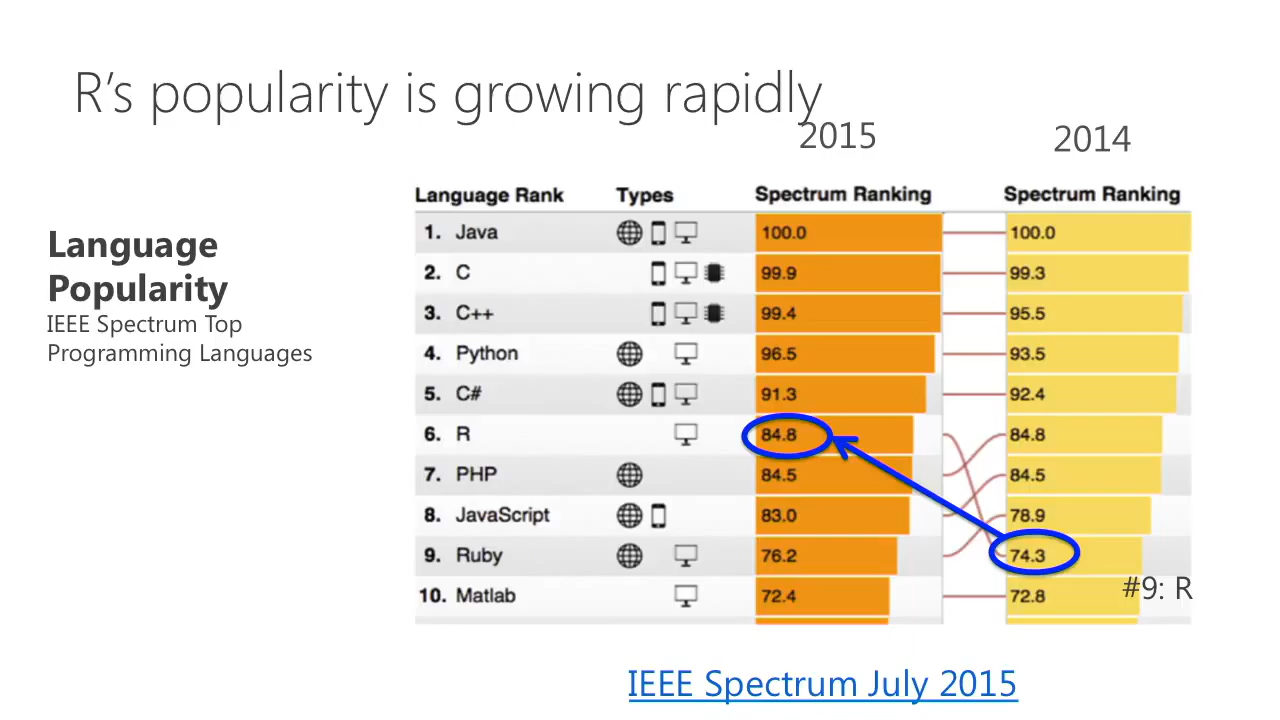 R's popularity is growing rapidly
2015
2014
Language
Popularity
IEEE Spectrum Top
Programming Languages
Language Rank Types Spectrum Ranking Spectrum Ranking
1. Java 100.0 100.0
2. C 99.9 99.3
3. C++ 99.4 95.5
4. Python 96.5 93.5
5. C# 91.3 92.4
6. R 84.8 84.8
7. PHP 84.5 84.5
8. JavaScript 83.0 78.9
9. Ruby 76.2 74.3
10. Matlab 72.4 72.8
#9: R
IEEE Spectrum July 2015